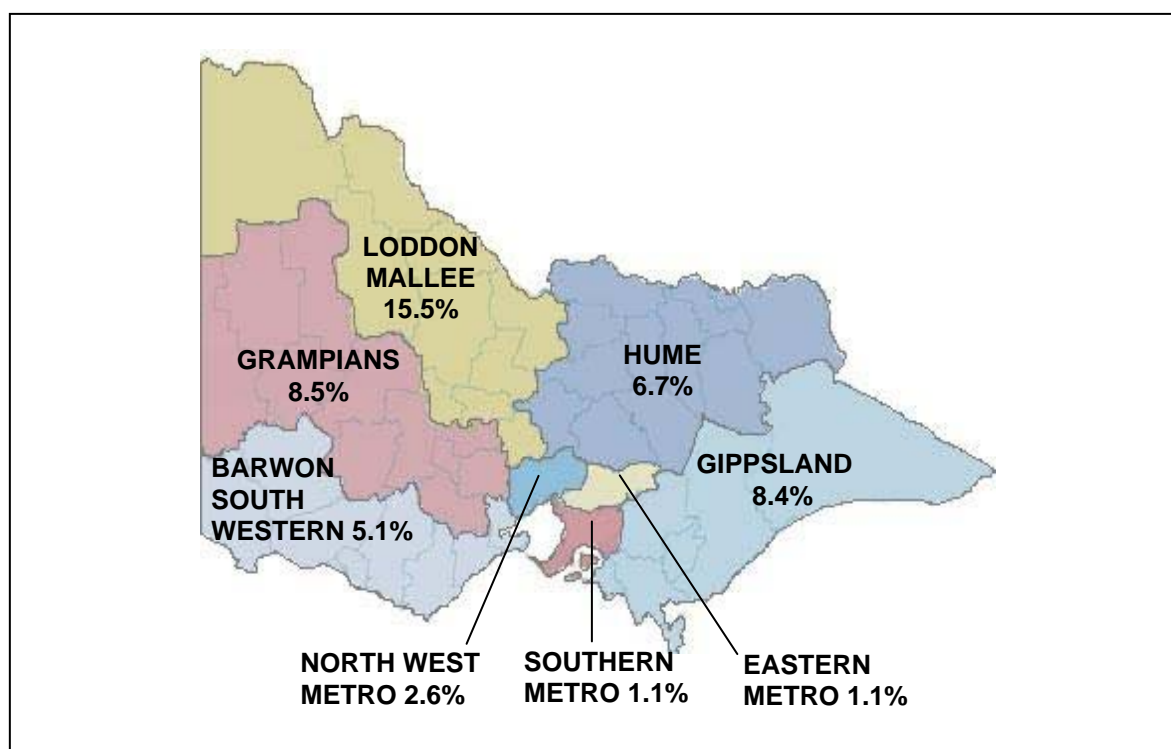 LODDON
MALLEE
15.5%
GRAMPIANS
8.5%
HUME
6.7%
BARWON
SOUTH
WESTERN 5.1%
GIPPSLAND
8.4%
NORTH WEST
METRO 2.6%
SOUTHERN
METRO 1.1%
EASTERN
METRO 1.1%